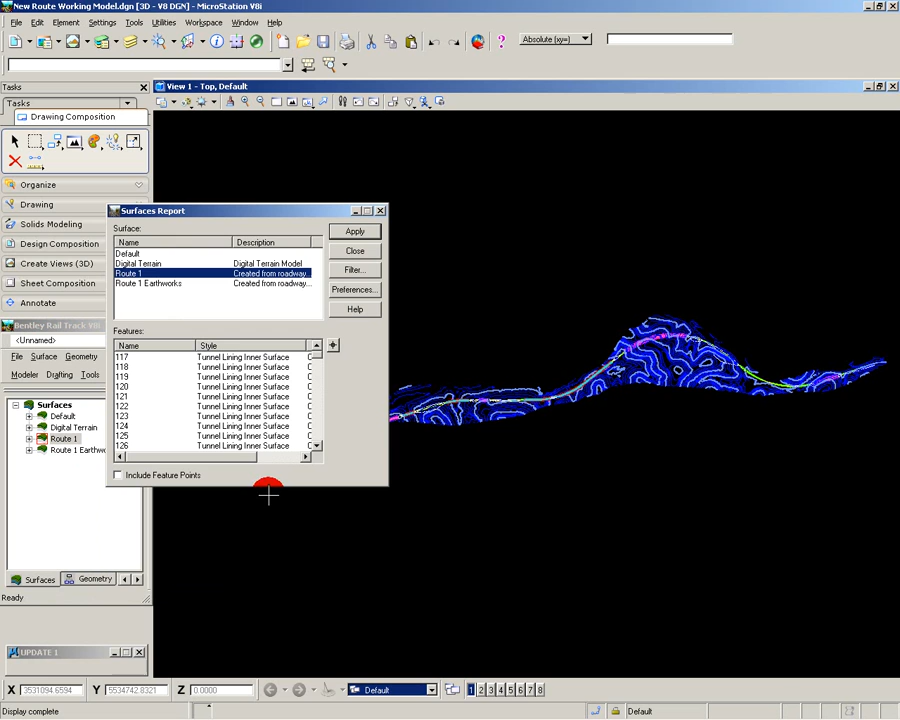 New Route Working Model.dgn [3D - V8 DGN] - MicroStation V8i
File Edit Element Settings Tools Utilities Workspace Window Help
Absolute (xy=)
Tasks
Tasks
Drawing Composition
Organize
Drawing
Solids Modeling
Design Composition
Create Views (3D)
Sheet Composition
Annotate
Bentley Rail Track V8i
<Unnamed>
File Surface Geometry
Modeler Drafting Tools
Surfaces
Default
Digital Terrain
Route 1
Route 1 Earthw
Surfaces Geometry
Ready
View 1 - Top, Default
Surfaces Report
Surface:
Name Description
Default
Digital Terrain Digital Terrain Model
Route 1 Created from roadway...
Route 1 Earthworks Created from roadway...
Apply
Close
Filter...
Preferences...
Help
Features:
Name Style
117 Tunnel Lining Inner Surface C
118 Tunnel Lining Inner Surface C
119 Tunnel Lining Inner Surface C
120 Tunnel Lining Inner Surface C
121 Tunnel Lining Inner Surface C
122 Tunnel Lining Inner Surface C
123 Tunnel Lining Inner Surface C
124 Tunnel Lining Inner Surface C
125 Tunnel Lining Inner Surface C
126 Tunnel Lining Inner Surface C
Include Feature Points
UPDATE 1
X 3531094.6594 Y 5534742.8321 Z 0.0000 Default 1 2 3 4 5 6 7 8
Display complete Default